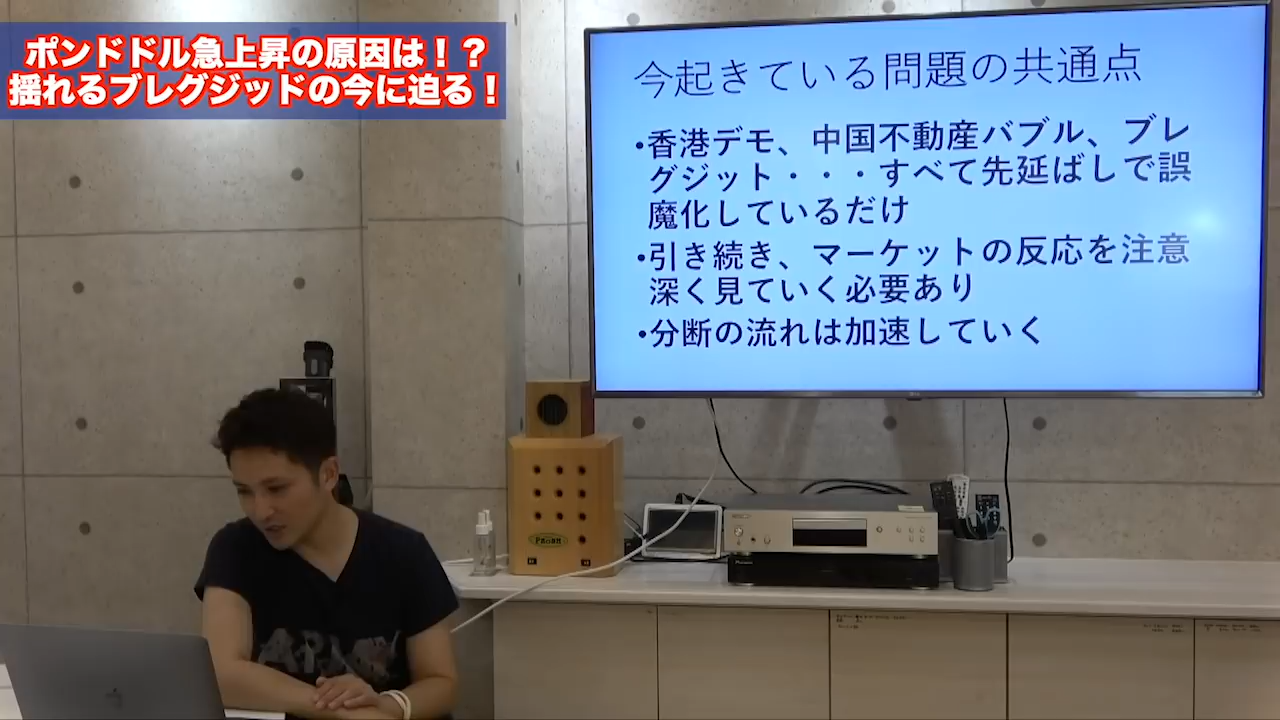 ポンドドル急上昇の原因は！？
揺れるブレグジッドの今に迫る！
今起きている問題の共通点
•香港デモ、中国不動産バブル、ブレ
グジット・・・すべて先延ばしで誤
魔化しているだけ
•引き続き、マーケットの反応を注意
深く見ていく必要あり
•分断の流れは加速していく